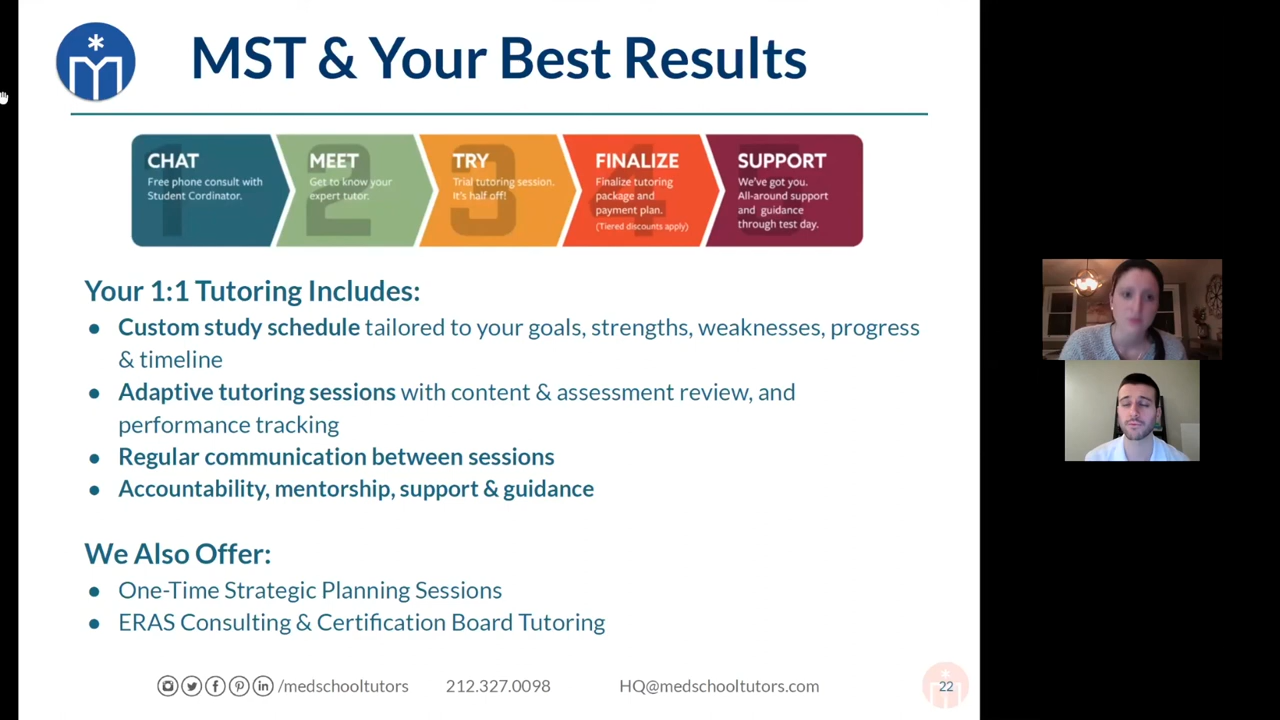 MST & Your Best Results
CHAT
Free phone consult with
Student Cordinator.
1
MEET
Get to know your
expert tutor.
2
TRY
Trial tutoring session.
It's half off!
3
FINALIZE
Finalize tutoring
package and
payment plan.
(Tiered discounts apply)
4
SUPPORT
We've got you.
All-around support
and guidance
through test day.
Your 1:1 Tutoring Includes:
● Custom study schedule tailored to your goals, strengths, weaknesses, progress
& timeline
● Adaptive tutoring sessions with content & assessment review, and
performance tracking
● Regular communication between sessions
● Accountability, mentorship, support & guidance
We Also Offer:
● One-Time Strategic Planning Sessions
● ERAS Consulting & Certification Board Tutoring
/medschooltutors 212.327.0098 HQ@medschooltutors.com 22